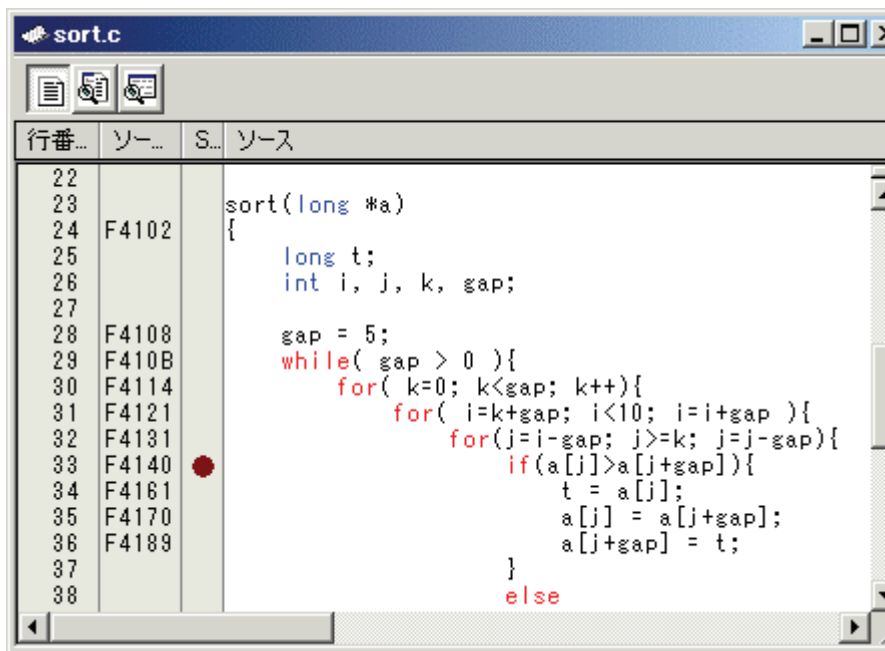 sort.c
行番... ソー... S... ソース
22
23 sort(long *a)
24 F4102 {
25 long t;
26 int i, j, k, gap;
27
28 F4108 gap = 5;
29 F410B while( gap > 0 ){
30 F4114 for( k=0; k<gap; k++){
31 F4121 for( i=k+gap; i<10; i=i+gap ){
32 F4131 for(j=i-gap; j>=k; j=j-gap){
33 F4140 if(a[j]>a[j+gap]){
34 F4161 t = a[j];
35 F4170 a[j] = a[j+gap];
36 F4189 a[j+gap] = t;
37 }
38 else